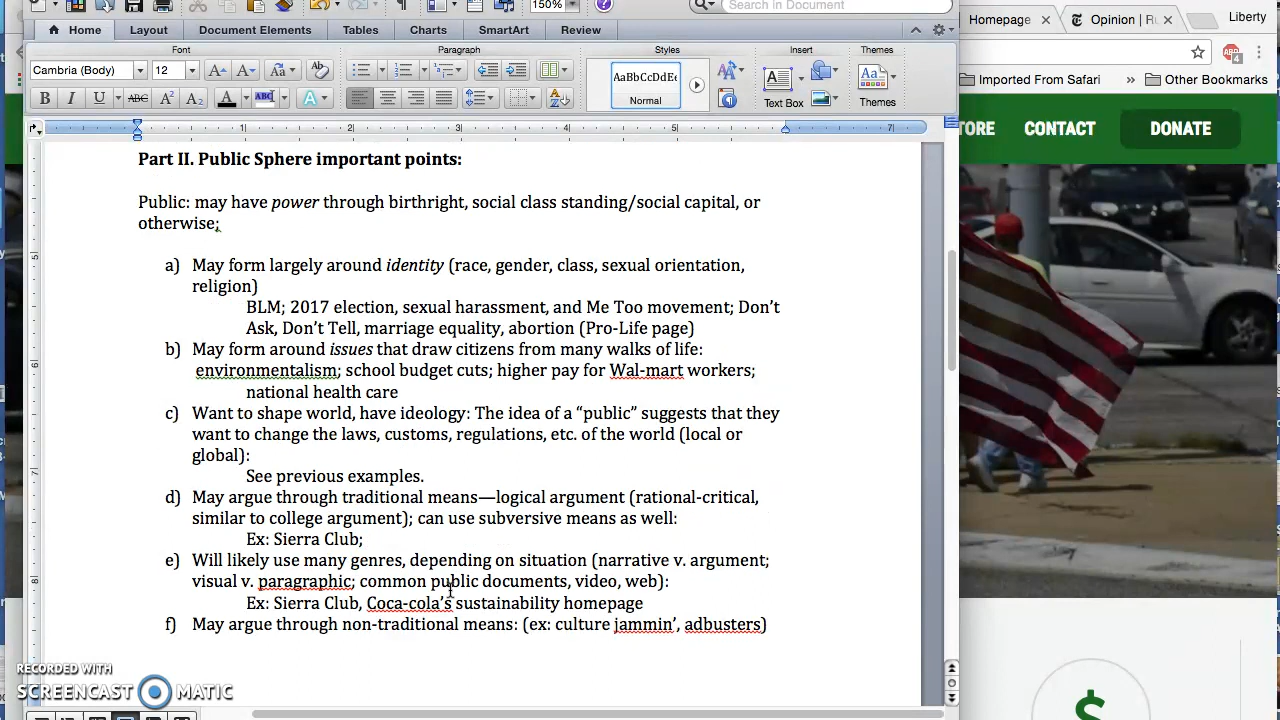 150%
Search in Document
Home
Layout
Document Elements
Tables
Charts
SmartArt
Review
Font
Paragraph
Styles
Insert
Themes
Cambria (Body)
12
AaBbCcDdEe
Normal
Text Box
Themes
Part II. Public Sphere important points:
Public: may have power through birthright, social class standing/social capital, or
otherwise;
a) May form largely around identity (race, gender, class, sexual orientation,
religion)
BLM; 2017 election, sexual harassment, and Me Too movement; Don’t
Ask, Don’t Tell, marriage equality, abortion (Pro-Life page)
b) May form around issues that draw citizens from many walks of life:
environmentalism; school budget cuts; higher pay for Wal-mart workers;
national health care
c) Want to shape world, have ideology: The idea of a “public” suggests that they
want to change the laws, customs, regulations, etc. of the world (local or
global):
See previous examples.
d) May argue through traditional means—logical argument (rational-critical,
similar to college argument); can use subversive means as well:
Ex: Sierra Club;
e) Will likely use many genres, depending on situation (narrative v. argument;
visual v. paragraphic; common public documents, video, web):
Ex: Sierra Club, Coca-cola’s sustainability homepage
f) May argue through non-traditional means: (ex: culture jammin’, adbusters)
RECORDED WITH
SCREENCAST MATIC
Homepage
Opinion | Ru
Liberty
ABP
4
Imported From Safari
»
Other Bookmarks
TORE
CONTACT
DONATE
$